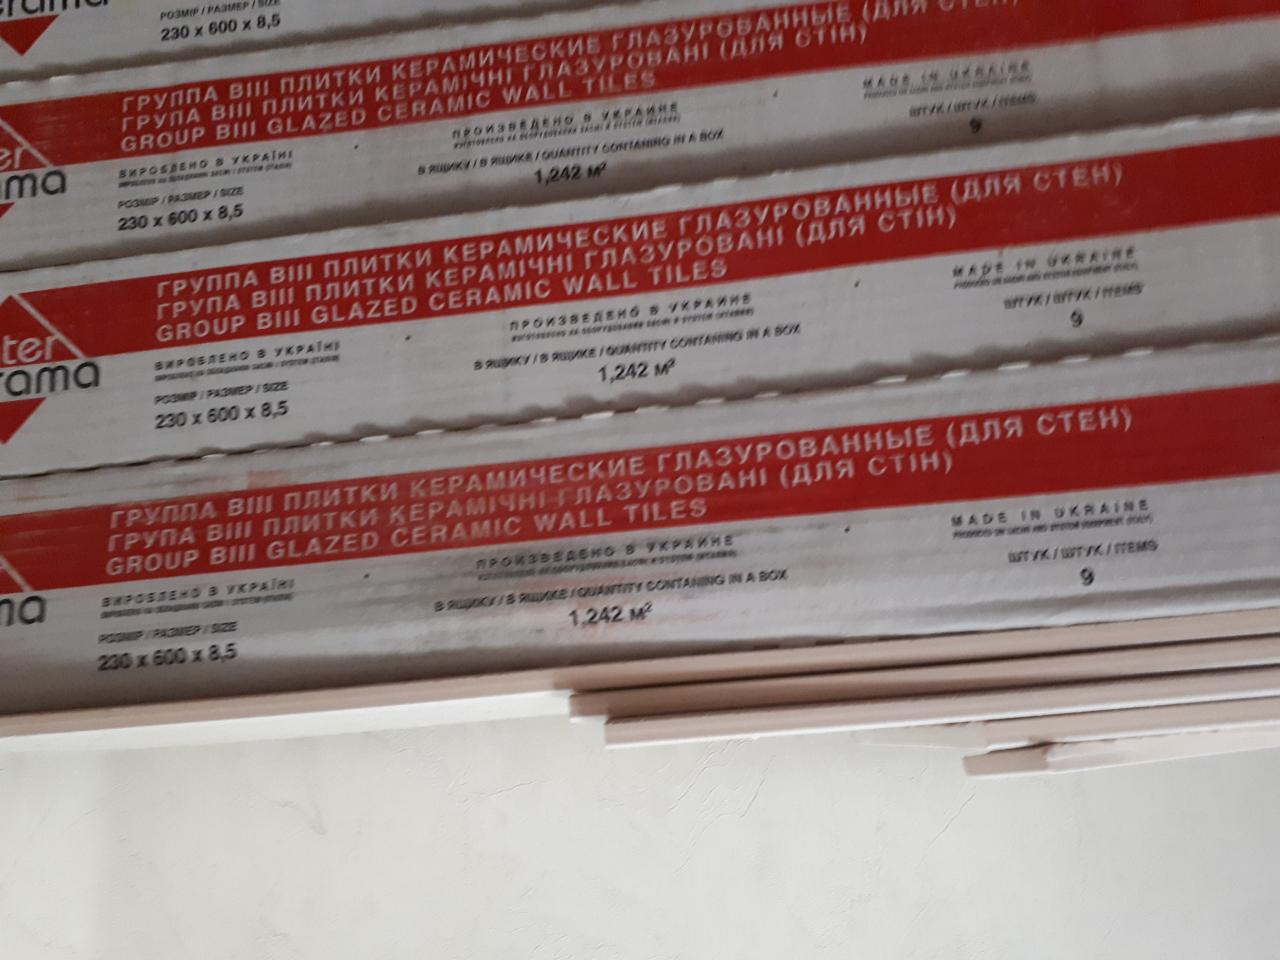 РОЗМІР / РАЗМЕР / SIZE
230 x 600 x 8,5
ГРУППА BIII ПЛИТКИ КЕРАМИЧЕСКИЕ ГЛАЗУРОВАННЫЕ (ДЛЯ СТЕН)
ГРУПА BIII ПЛИТКИ КЕРАМІЧНІ ГЛАЗУРОВАНІ (ДЛЯ СТІН)
GROUP BIII GLAZED CERAMIC WALL TILES
ВИРОБЛЕНО В УКРАЇНІ
ПРОИЗВЕДЕНО В УКРАИНЕ
MADE IN UKRAINE
РОЗМІР / РАЗМЕР / SIZE
230 x 600 x 8,5
В ЯЩИКУ / В ЯЩИКЕ / QUANTITY CONTANING IN A BOX
1,242 м²
ШТУК / ШТУК / ITEMS
9
ter
rama
ГРУППА BIII ПЛИТКИ КЕРАМИЧЕСКИЕ ГЛАЗУРОВАННЫЕ (ДЛЯ СТЕН)
ГРУПА BIII ПЛИТКИ КЕРАМІЧНІ ГЛАЗУРОВАНІ (ДЛЯ СТІН)
GROUP BIII GLAZED CERAMIC WALL TILES
ВИРОБЛЕНО В УКРАЇНІ
ПРОИЗВЕДЕНО В УКРАИНЕ
MADE IN UKRAINE
РОЗМІР / РАЗМЕР / SIZE
230 x 600 x 8,5
В ЯЩИКУ / В ЯЩИКЕ / QUANTITY CONTANING IN A BOX
1,242 м²
ШТУК / ШТУК / ITEMS
9
ГРУППА BIII ПЛИТКИ КЕРАМИЧЕСКИЕ ГЛАЗУРОВАННЫЕ (ДЛЯ СТЕН)
ГРУПА BIII ПЛИТКИ КЕРАМІЧНІ ГЛАЗУРОВАНІ (ДЛЯ СТІН)
GROUP BIII GLAZED CERAMIC WALL TILES
ВИРОБЛЕНО В УКРАЇНІ
ПРОИЗВЕДЕНО В УКРАИНЕ
MADE IN UKRAINE
РОЗМІР / РАЗМЕР / SIZE
230 x 600 x 8,5
В ЯЩИКУ / В ЯЩИКЕ / QUANTITY CONTANING IN A BOX
1,242 м²
ШТУК / ШТУК / ITEMS
9